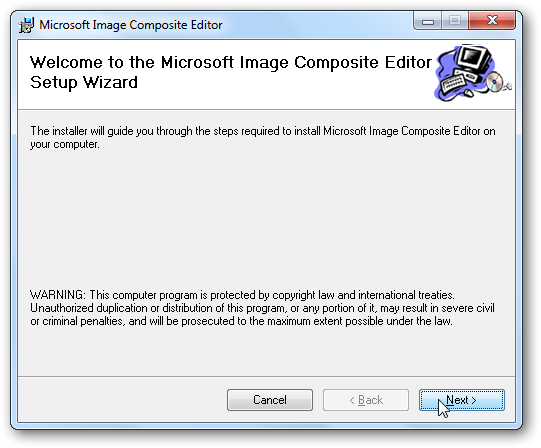 Microsoft Image Composite Editor
Welcome to the Microsoft Image Composite Editor
Setup Wizard
The installer will guide you through the steps required to install Microsoft Image Composite Editor on
your computer.
WARNING: This computer program is protected by copyright law and international treaties.
Unauthorized duplication or distribution of this program, or any portion of it, may result in severe civil
or criminal penalties, and will be prosecuted to the maximum extent possible under the law.
Cancel
< Back
Next >